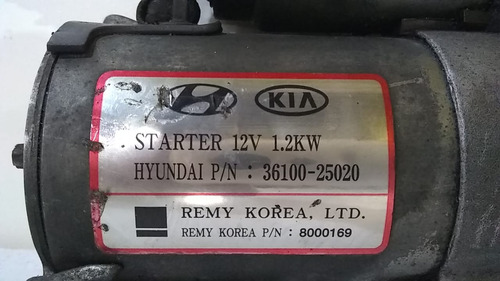 KIA
STARTER 12V 1.2KW
HYUNDAI P/N : 36100-25020
REMY KOREA, LTD.
REMY KOREA P/N : 8000169